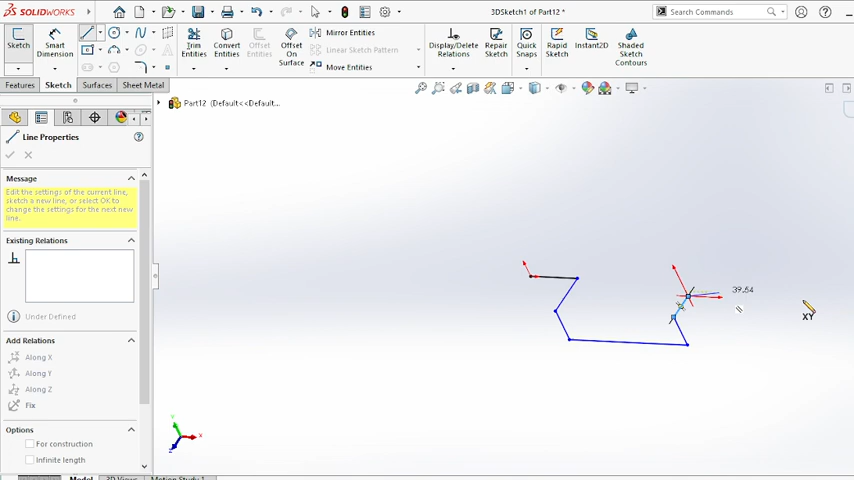 SOLIDWORKS
3DSketch1 of Part12 *
Search Commands
Sketch
Smart Dimension
Trim Entities
Convert Entities
Offset Entities
Offset On Surface
Mirror Entities
Linear Sketch Pattern
Move Entities
Display/Delete Relations
Repair Sketch
Quick Snaps
Rapid Sketch
Instant2D
Shaded Sketch Contours
Features
Sketch
Surfaces
Sheet Metal
Part12 (Default<<Default...
Line Properties
Message
Edit the settings of the current line,
sketch a new line, or select OK to
change the settings for the next new
line.
Existing Relations
Under Defined
Add Relations
Along X
Along Y
Along Z
Fix
Options
For construction
Infinite length
39.64
XY
Y
X
Z
Model
3D Views
Motion Study 1